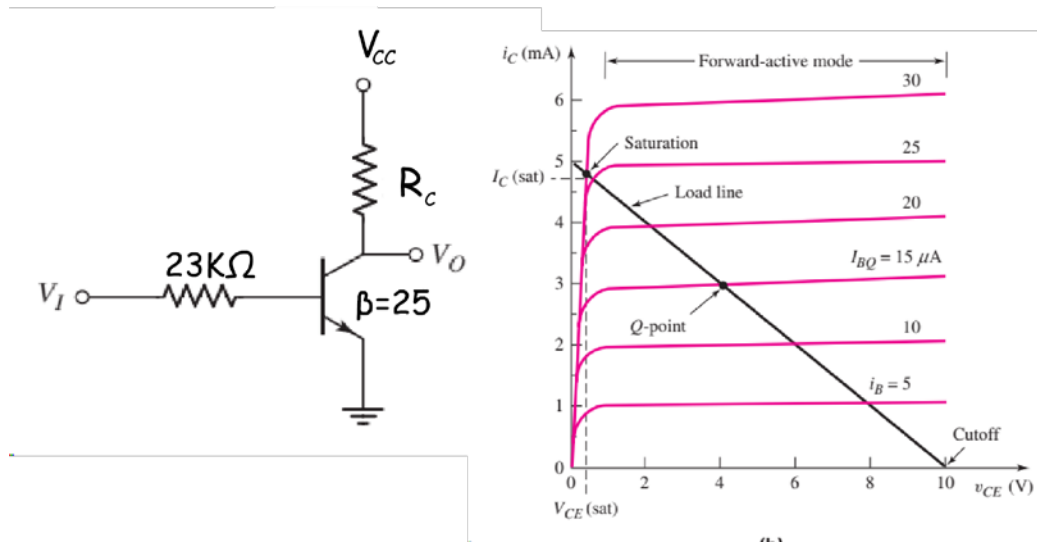 V_CC
R_C
23KΩ
V_I
V_O
β=25
i_C (mA)
Forward-active mode
30
6
Saturation
25
5
I_C (sat)
Load line
20
4
I_BQ = 15 μA
3
Q-point
10
2
i_B = 5
1
Cutoff
0
0 2 4 6 8 10 v_CE (V)
V_CE (sat)